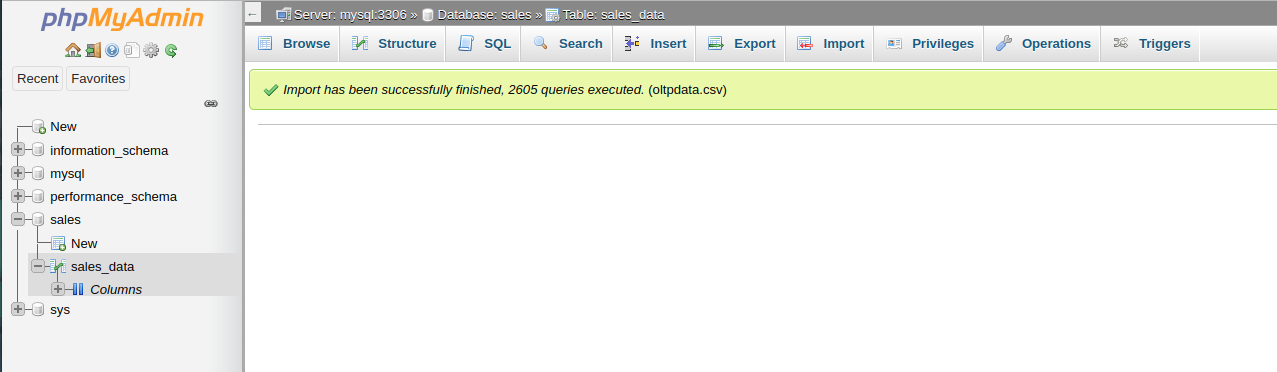 phpMyAdmin
Recent Favorites
New
information_schema
mysql
performance_schema
sales
New
sales_data
Columns
sys
← Server: mysql:3306 » Database: sales » Table: sales_data
Browse Structure SQL Search Insert Export Import Privileges Operations Triggers
Import has been successfully finished, 2605 queries executed. (oltpdata.csv)